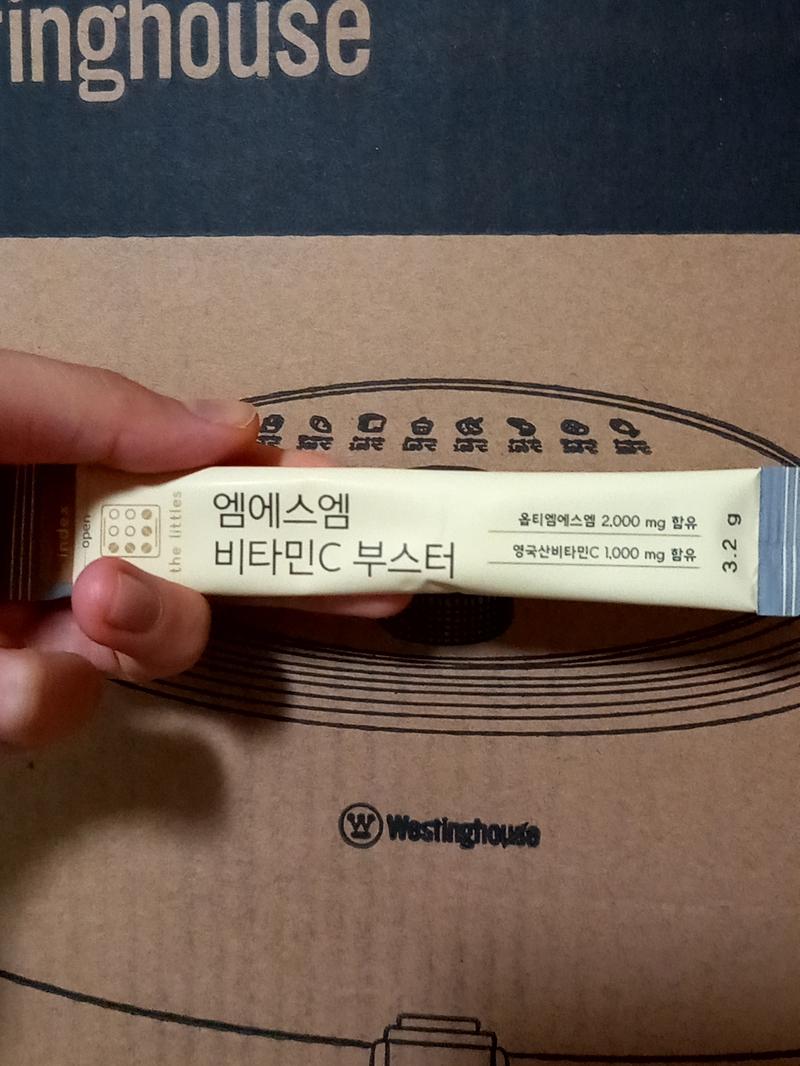 inghouse
index
open
the littles
엠에스엠
비타민C 부스터
옵티엠에스엠 2,000 mg 함유
영국산비타민C 1,000 mg 함유
3.2 g
Westinghouse